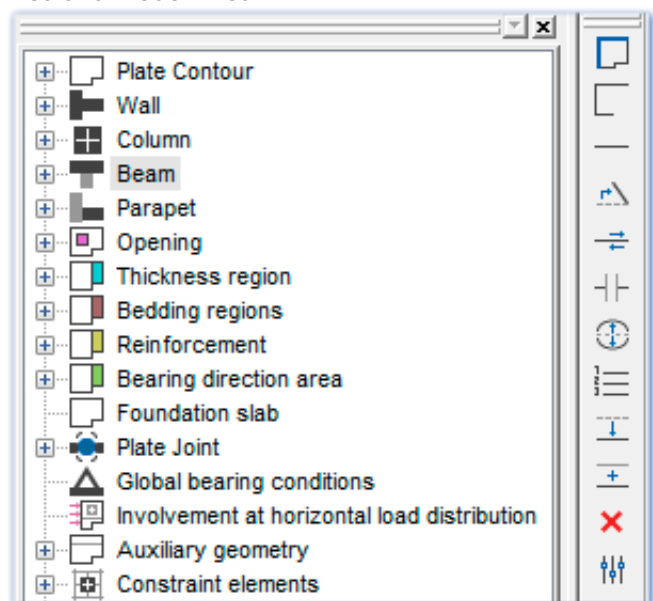 Plate Contour
Wall
Column
Beam
Parapet
Opening
Thickness region
Bedding regions
Reinforcement
Bearing direction area
Foundation slab
Plate Joint
Global bearing conditions
Involvement at horizontal load distribution
Auxiliary geometry
Constraint elements